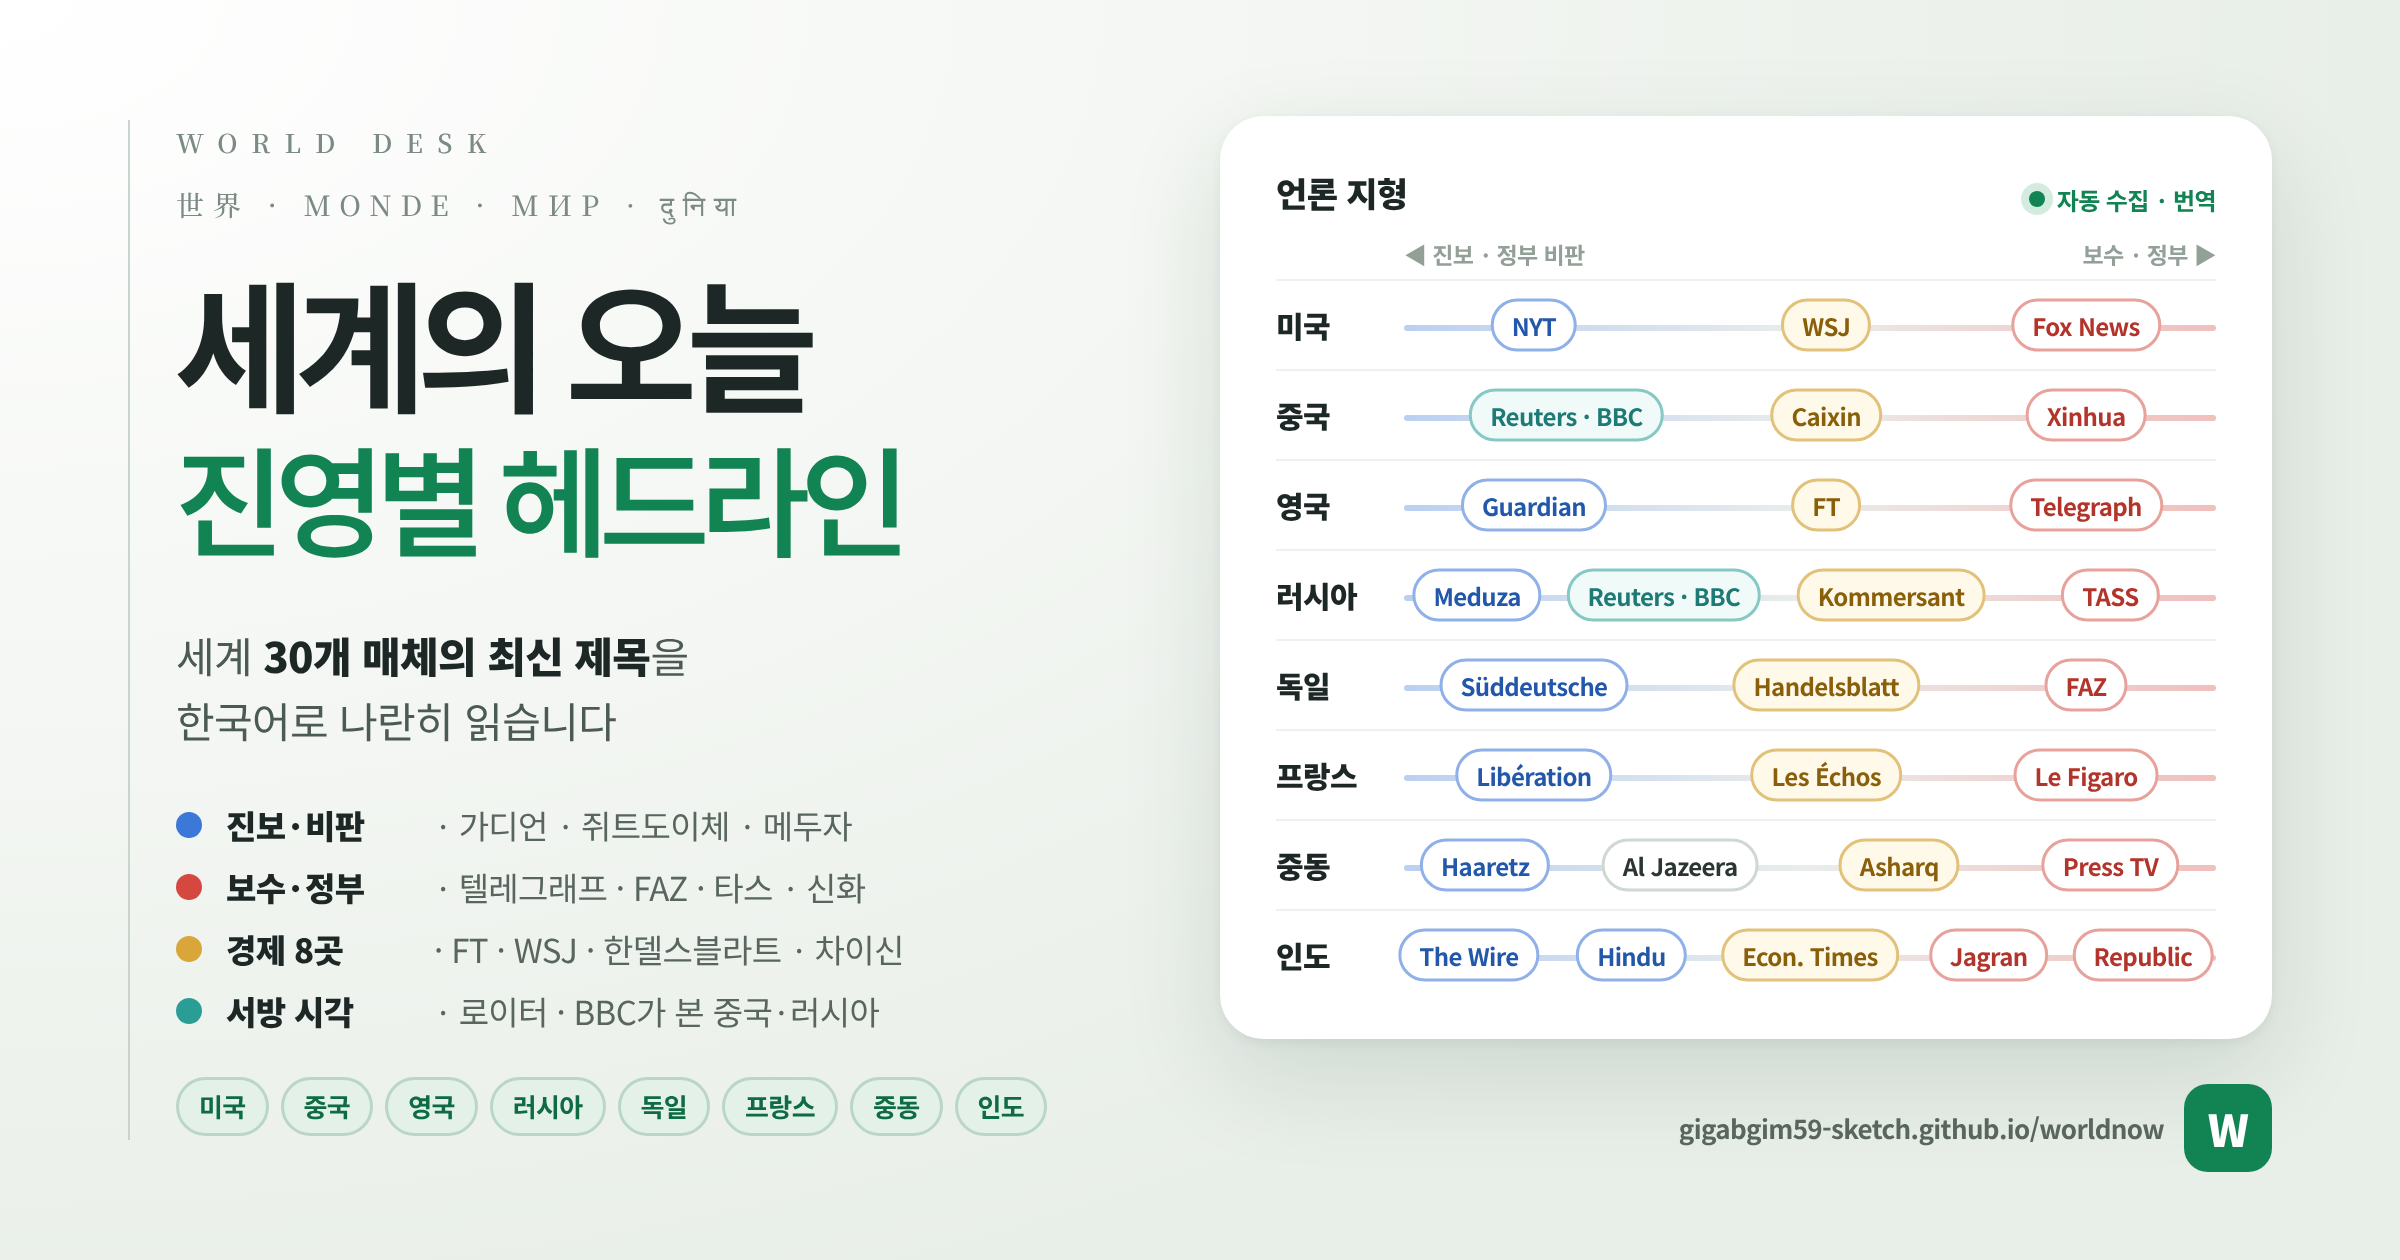 WORLD DESK
世界 · MONDE · МИР · दुनिया
세계의 오늘
진영별 헤드라인
세계 30개 매체의 최신 제목을
한국어로 나란히 읽습니다
진보·비판 · 가디언 · 쥐트도이체 · 메두자
보수·정부 · 텔레그래프 · FAZ · 타스 · 신화
경제 8곳 · FT · WSJ · 한델스블라트 · 차이신
서방 시각 · 로이터 · BBC가 본 중국·러시아
미국 중국 영국 러시아 독일 프랑스 중동 인도
언론 지형 자동 수집 · 번역
◀ 진보 · 정부 비판 보수 · 정부 ▶
미국 NYT WSJ Fox News
중국 Reuters · BBC Caixin Xinhua
영국 Guardian FT Telegraph
러시아 Meduza Reuters · BBC Kommersant TASS
독일 Süddeutsche Handelsblatt FAZ
프랑스 Libération Les Échos Le Figaro
중동 Haaretz Al Jazeera Asharq Press TV
인도 The Wire Hindu Econ. Times Jagran Republic
gigabgim59-sketch.github.io/worldnow W